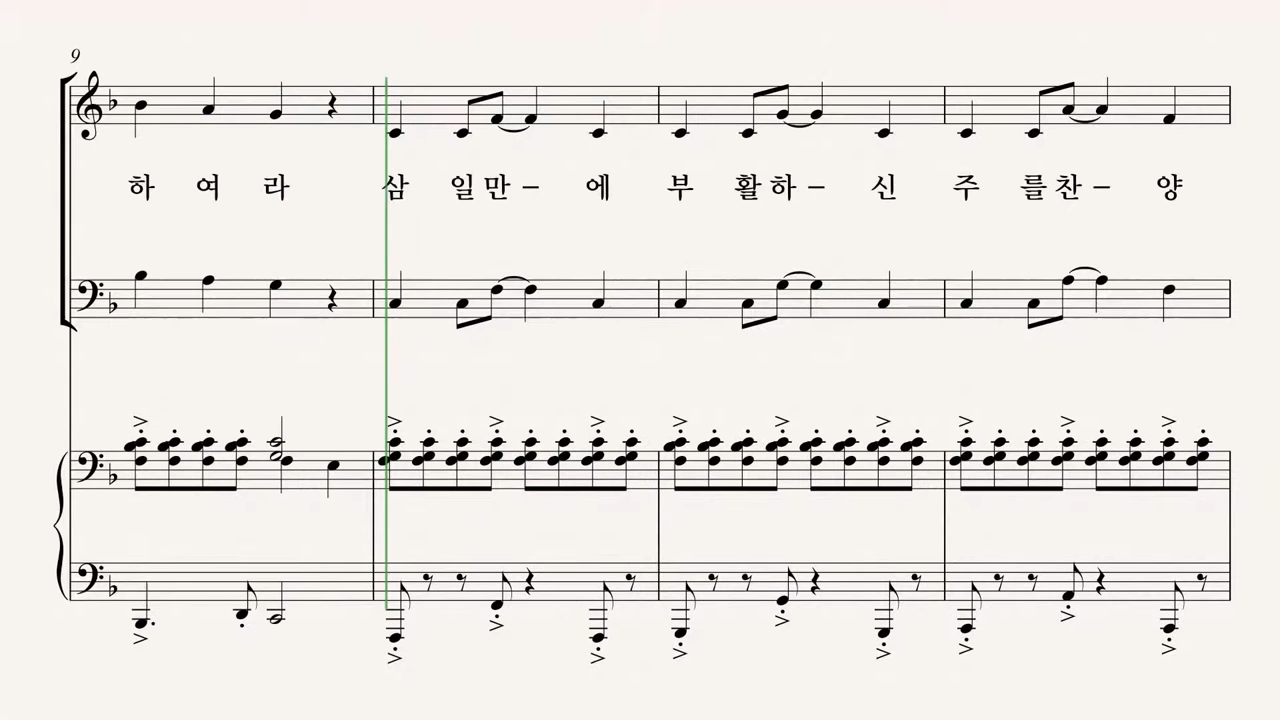 9
하 여 라 삼 일 만 – 에 부 활 하 – 신 주 를 찬 – 양